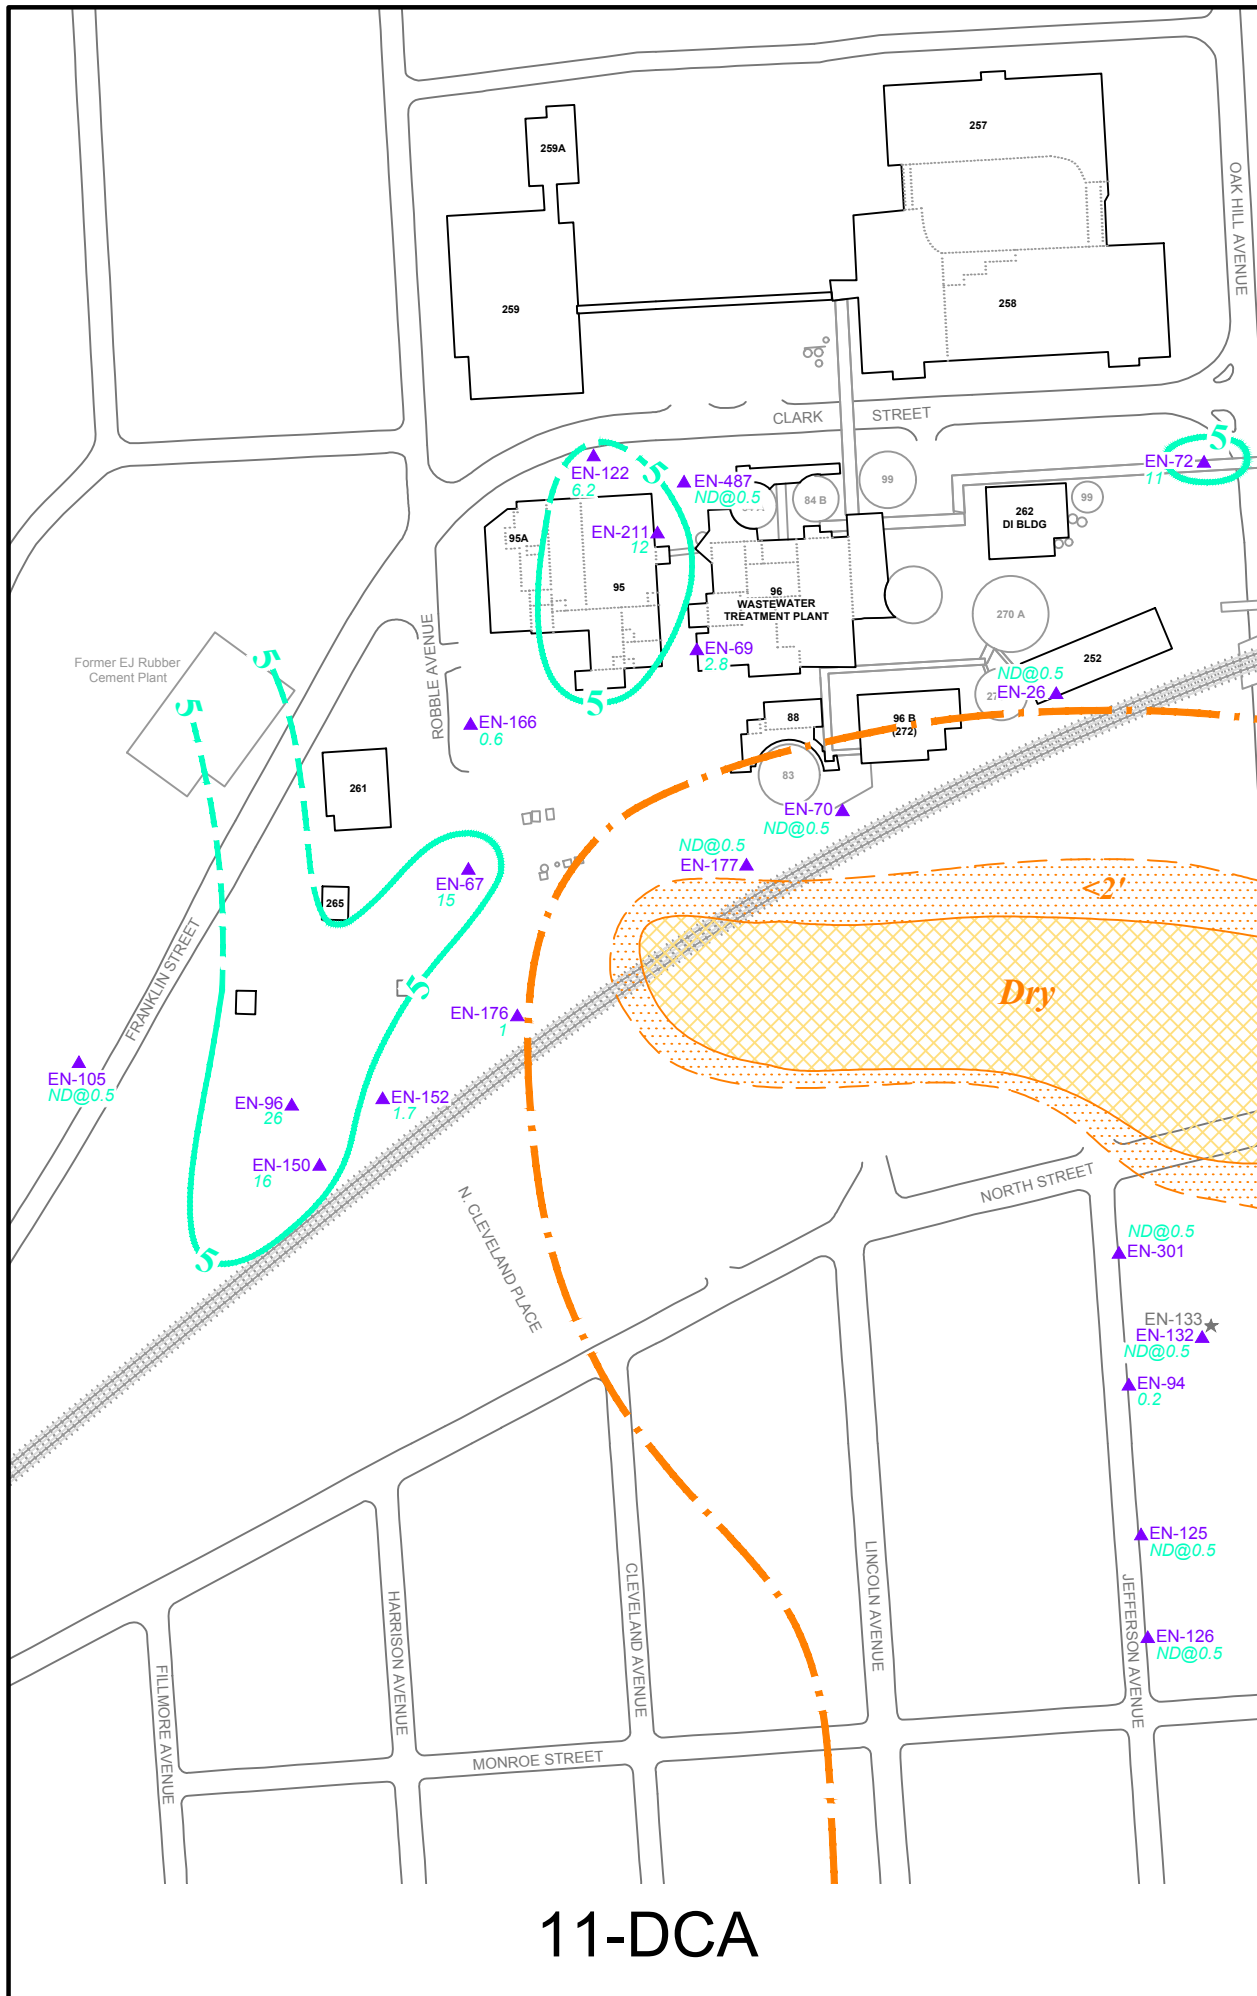 257
259A
OAK HILL AVENUE
259
258
CLARK STREET
5
EN-72
11
EN-122
6.2
5
EN-487
ND@0.5
84 B
99
99
262
DI BLDG
95A
EN-211
12
95
96
WASTEWATER
TREATMENT PLANT
270 A
ROBBLE AVENUE
Former EJ Rubber
Cement Plant
5
EN-69
2.8
252
ND@0.5
EN-26
5
5
EN-166
0.6
88
96 B
(272)
83
261
EN-70
ND@0.5
ND@0.5
EN-177
EN-67
15
<2'
265
FRANKLIN STREET
5
Dry
EN-176
1
EN-105
ND@0.5
EN-96
26
EN-152
1.7
EN-150
16
NORTH STREET
N. CLEVELAND PLACE
5
ND@0.5
EN-301
EN-133
EN-132
ND@0.5
EN-94
0.2
EN-125
ND@0.5
LINCOLN AVENUE
CLEVELAND AVENUE
HARRISON AVENUE
JEFFERSON AVENUE
EN-126
ND@0.5
FILLMORE AVENUE
MONROE STREET
11-DCA